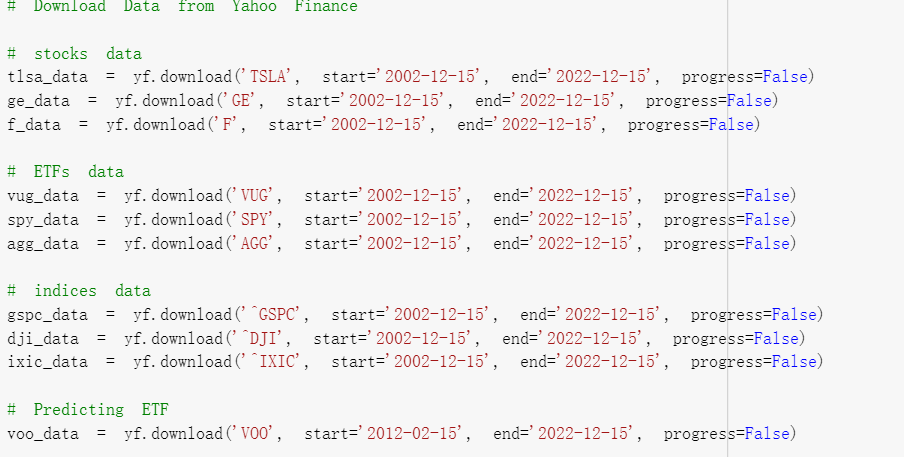 # Download Data from Yahoo Finance
# stocks data
tlsa_data = yf.download('TSLA', start='2002-12-15', end='2022-12-15', progress=False)
ge_data = yf.download('GE', start='2002-12-15', end='2022-12-15', progress=False)
f_data = yf.download('F', start='2002-12-15', end='2022-12-15', progress=False)
# ETFs data
vug_data = yf.download('VUG', start='2002-12-15', end='2022-12-15', progress=False)
spy_data = yf.download('SPY', start='2002-12-15', end='2022-12-15', progress=False)
agg_data = yf.download('AGG', start='2002-12-15', end='2022-12-15', progress=False)
# indices data
gspc_data = yf.download('^GSPC', start='2002-12-15', end='2022-12-15', progress=False)
dji_data = yf.download('^DJI', start='2002-12-15', end='2022-12-15', progress=False)
ixic_data = yf.download('^IXIC', start='2002-12-15', end='2022-12-15', progress=False)
# Predicting ETF
voo_data = yf.download('VOO', start='2012-02-15', end='2022-12-15', progress=False)